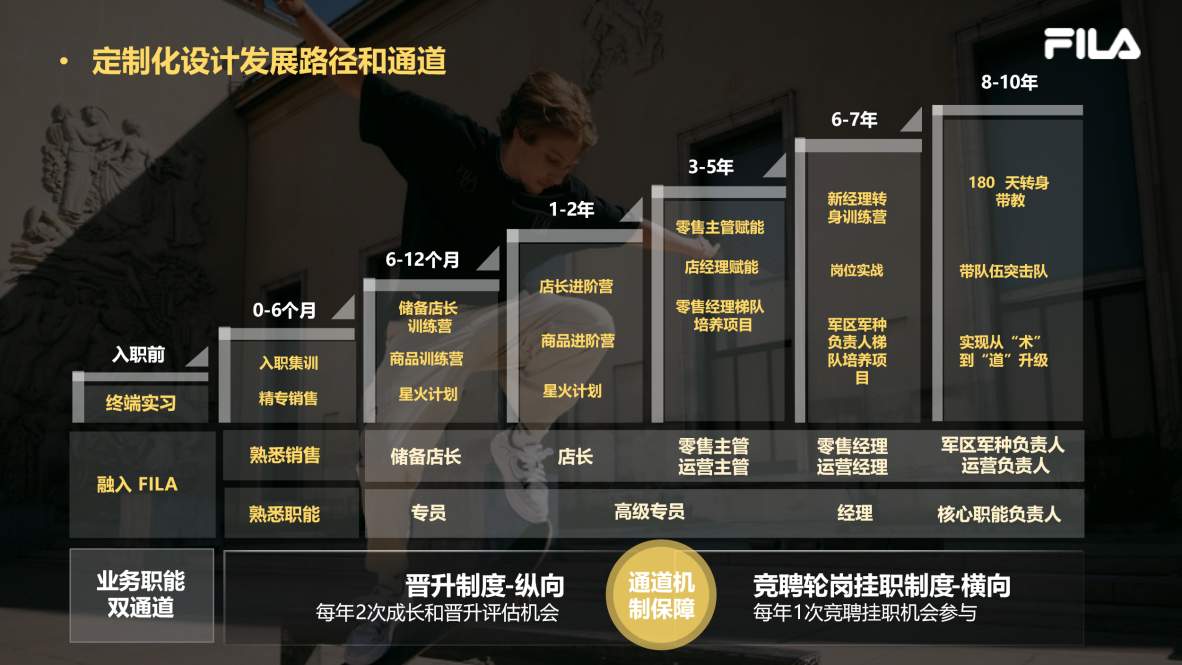 • 定制化设计发展路径和通道
FILA
8-10年
6-7年
3-5年
1-2年
6-12个月
0-6个月
入职前
终端实习
入职集训
精专销售
储备店长
训练营
商品训练营
星火计划
店长进阶营
商品进阶营
星火计划
零售主管赋能
店经理赋能
零售经理梯队
培养项目
新经理转
身训练营
岗位实战
军区军种
负责人梯
队培养项
目
180 天转身
带教
带队伍突击队
实现从“术”
到“道”升级
融入 FILA
熟悉销售
储备店长
店长
零售主管
运营主管
零售经理
运营经理
军区军种负责人
运营负责人
熟悉职能
专员
高级专员
经理
核心职能负责人
业务职能
双通道
晋升制度-纵向
每年2次成长和晋升评估机会
通道机
制保障
竞聘轮岗挂职制度-横向
每年1次竞聘挂职机会参与